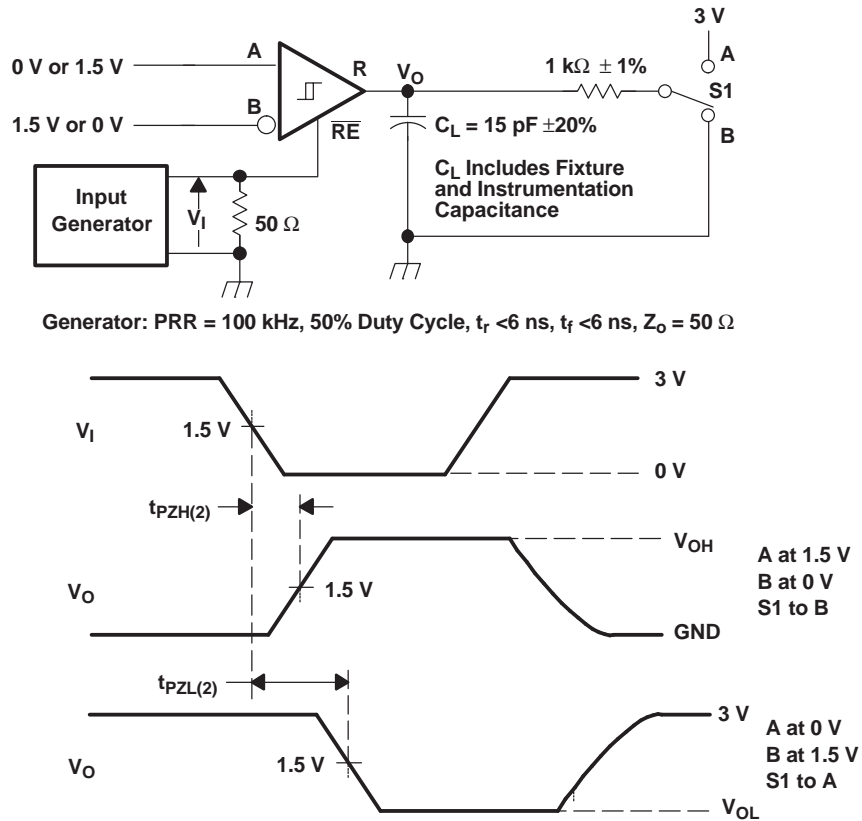 3 V
A
0 V or 1.5 V
R
V_O
1 kΩ ± 1%
A
S1
B
1.5 V or 0 V
R̅E̅
C_L = 15 pF ±20%
B
C_L Includes Fixture
and Instrumentation
Capacitance
Input
Generator
V_I
50 Ω
Generator: PRR = 100 kHz, 50% Duty Cycle, t_r <6 ns, t_f <6 ns, Z_o = 50 Ω
3 V
V_I
1.5 V
0 V
t_PZH(2)
V_OH
A at 1.5 V
B at 0 V
S1 to B
V_O
1.5 V
GND
t_PZL(2)
3 V
A at 0 V
B at 1.5 V
S1 to A
V_O
1.5 V
V_OL